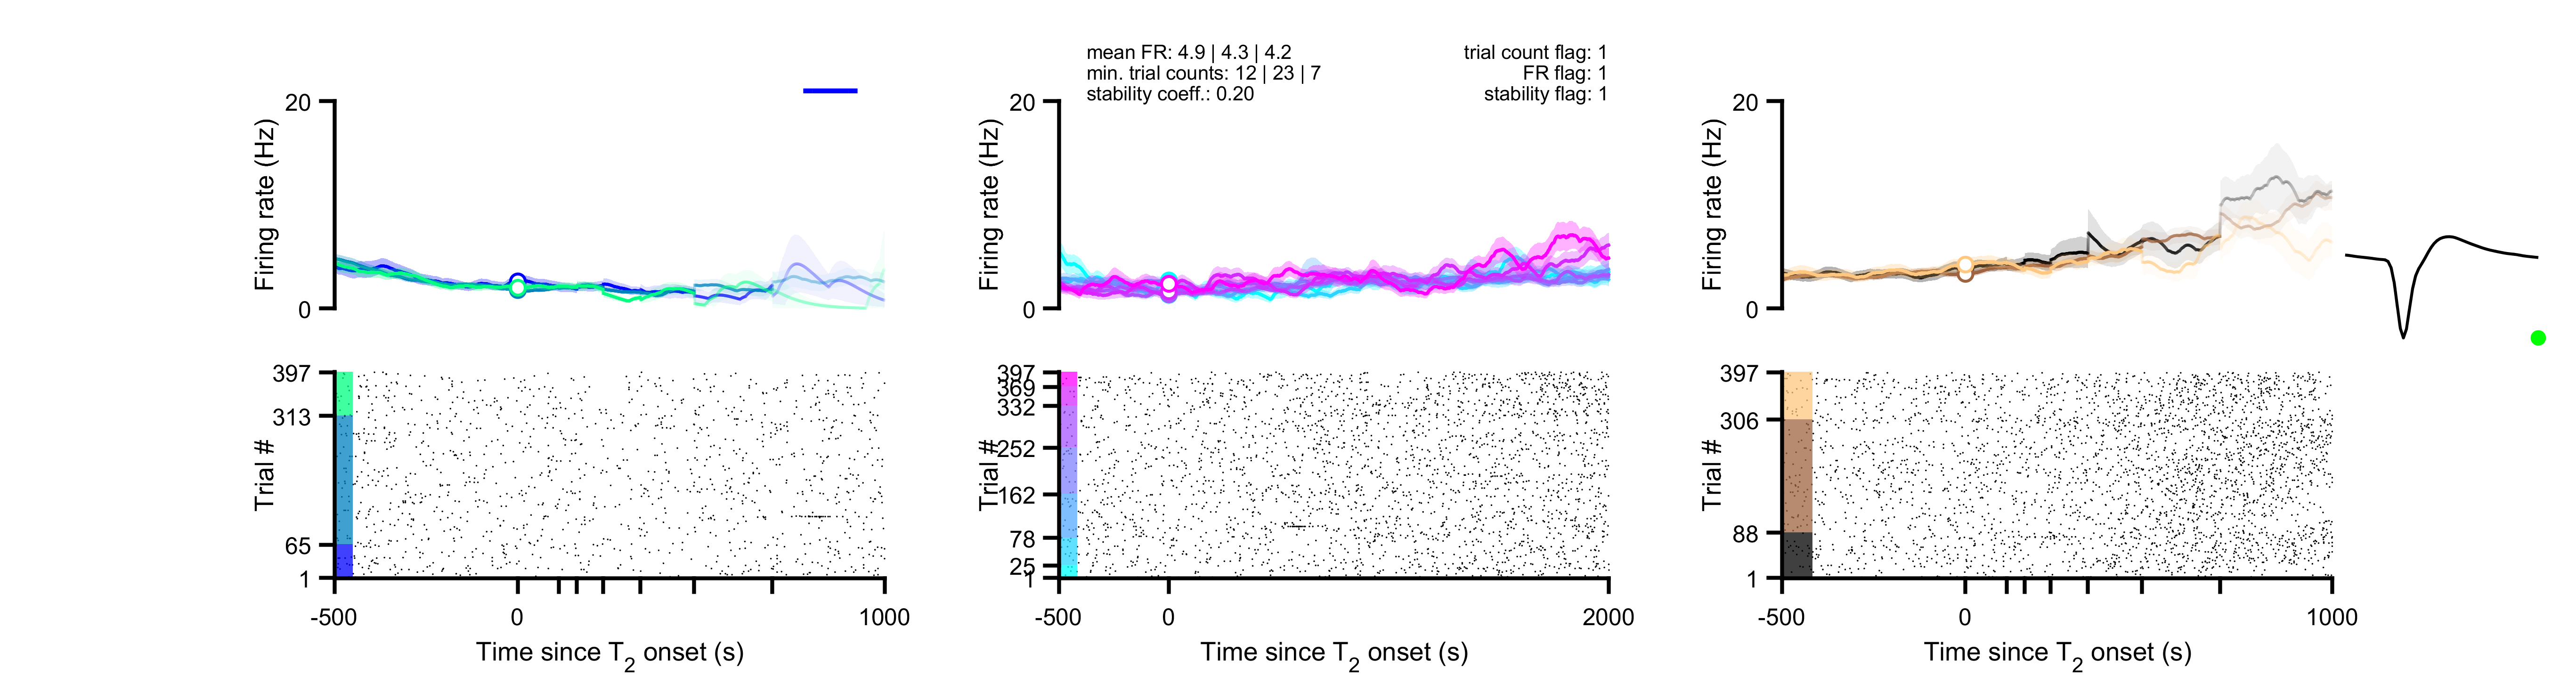 mean FR: 4.9 | 4.3 | 4.2
min. trial counts: 12 | 23 | 7
stability coeff.: 0.20
trial count flag: 1
FR flag: 1
stability flag: 1
20
Firing rate (Hz)
0
20
Firing rate (Hz)
0
20
Firing rate (Hz)
0
397
313
Trial #
65
1
-500
0
1000
Time since T2 onset (s)
397
369
332
252
Trial #
162
78
25
1
-500
0
2000
Time since T2 onset (s)
397
306
Trial #
88
1
-500
0
1000
Time since T2 onset (s)